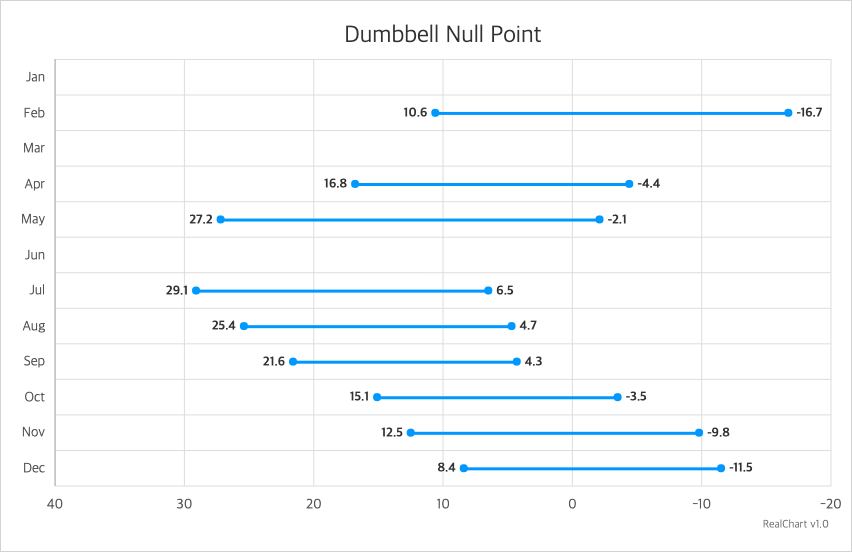 Dumbbell Null Point
Jan
Feb 10.6 -16.7
Mar
Apr 16.8 -4.4
May 27.2 -2.1
Jun
Jul 29.1 6.5
Aug 25.4 4.7
Sep 21.6 4.3
Oct 15.1 -3.5
Nov 12.5 -9.8
Dec 8.4 -11.5
40 30 20 10 0 -10 -20
RealChart v1.0